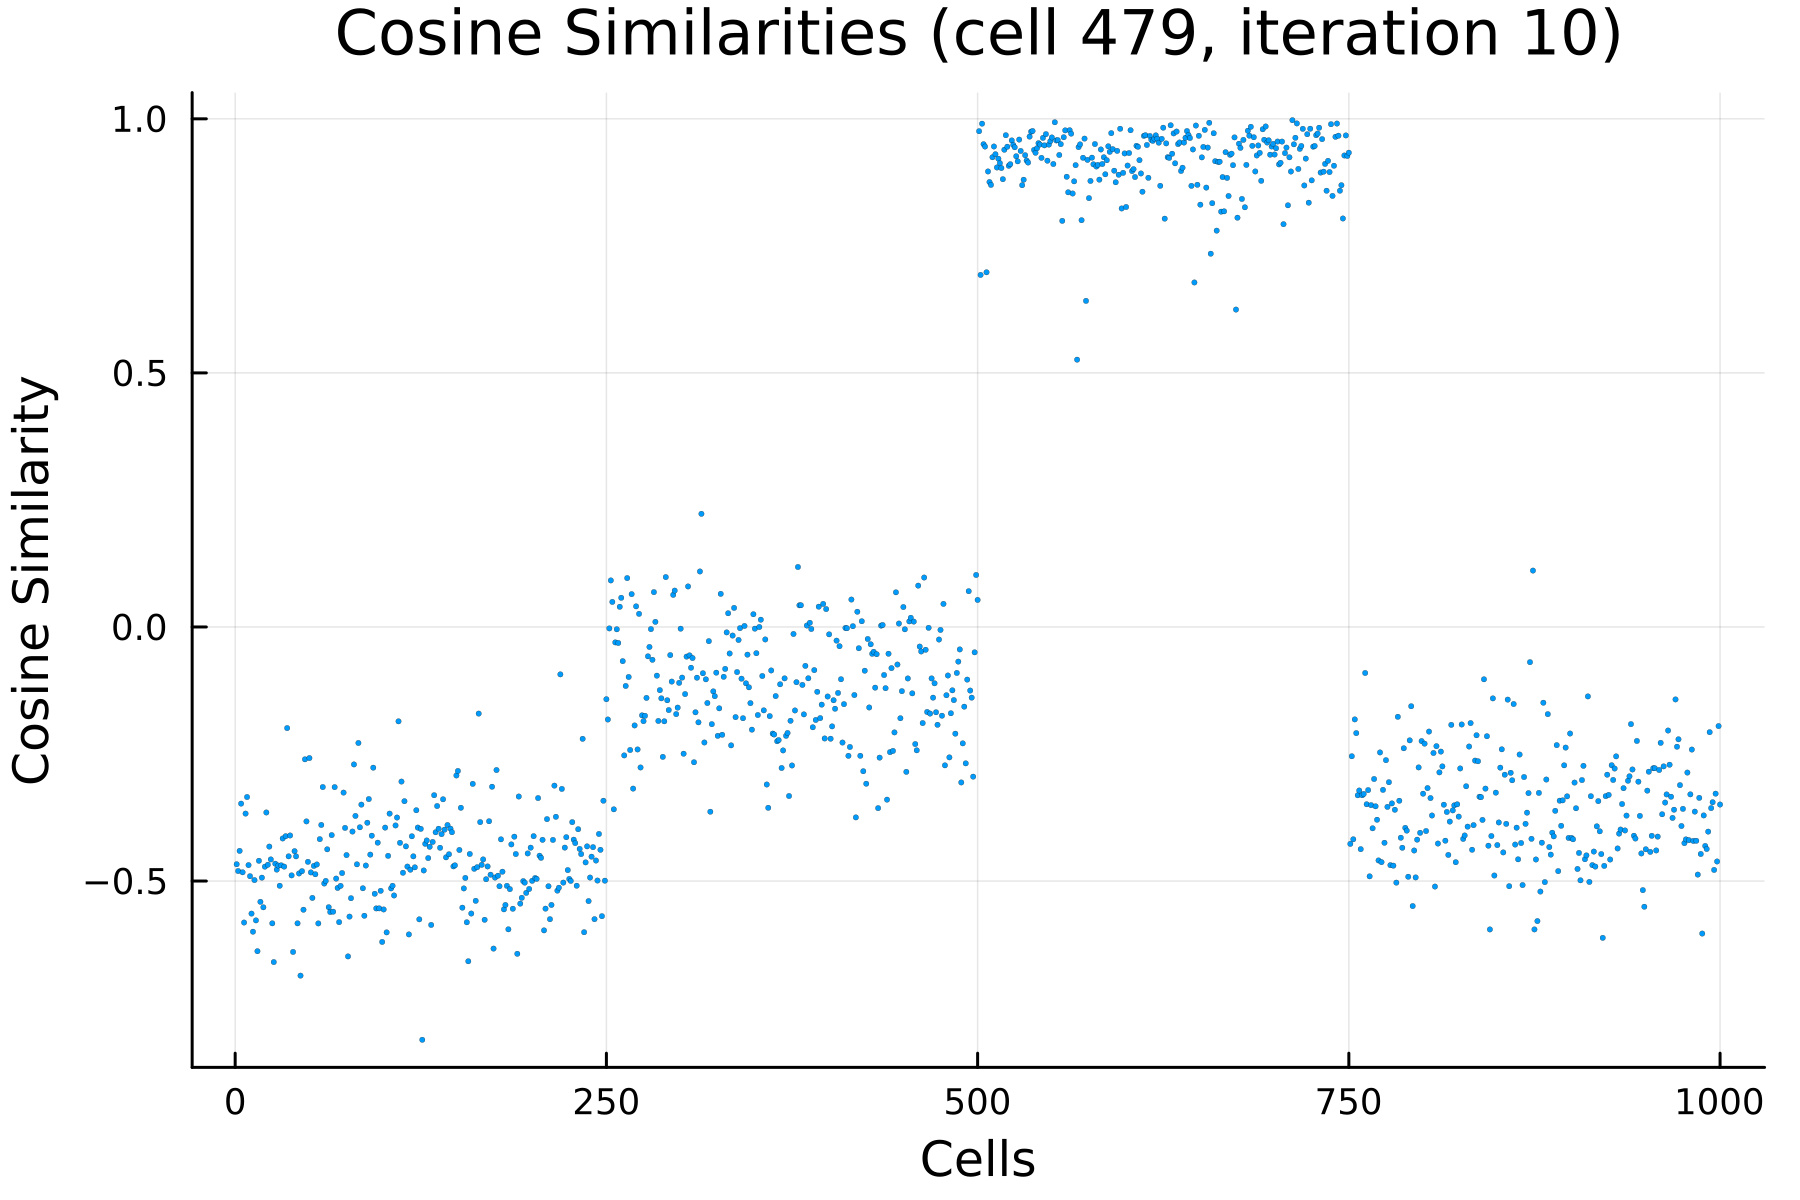 Cosine Similarities (cell 479, iteration 10)
1.0
0.5
0.0
−0.5
Cosine Similarity
0 250 500 750 1000
Cells